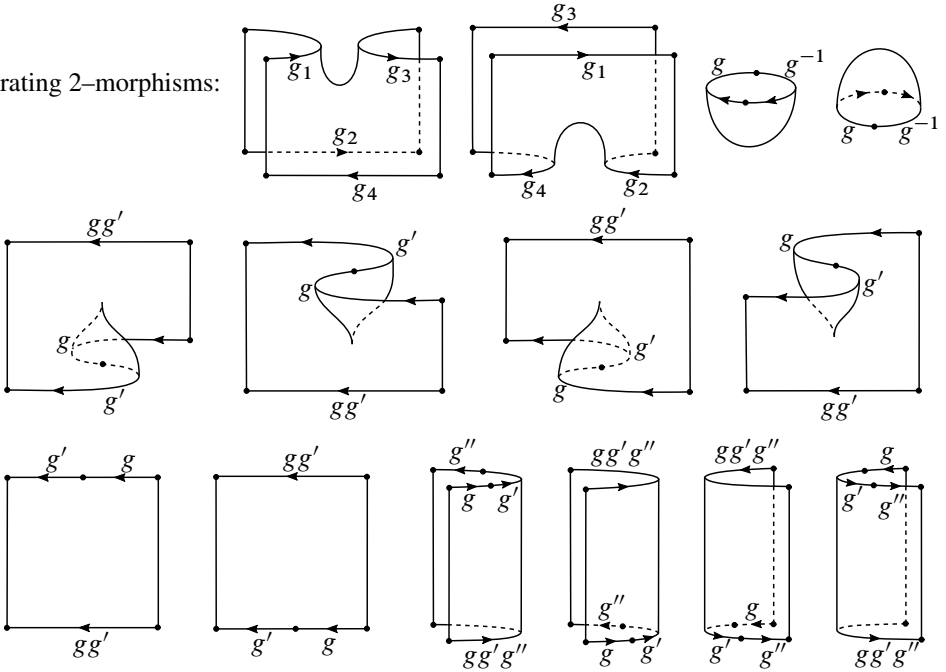 rating 2–morphisms:
g₁ g₃ g₂ g₄
g₃ g₁ g₄ g₂
g g⁻¹
g g⁻¹
gg′ g g′
g′ g gg′
gg′ g′ g
g g′ gg′
g′ g gg′
gg′ g′ g
g″ g g′ gg′g″
gg′g″ g″ g g′
gg′g″ g g′ g″
g g′ g″ gg′g″